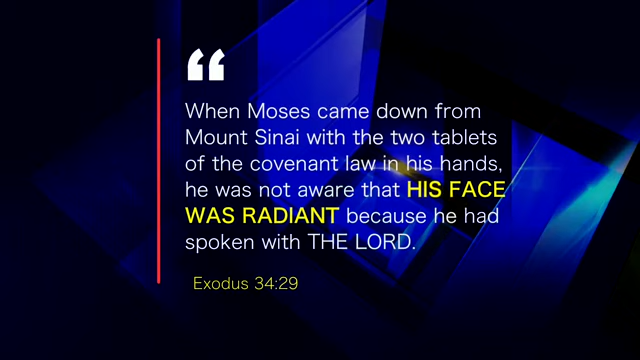 “
When Moses came down from
Mount Sinai with the two tablets
of the covenant law in his hands,
he was not aware that HIS FACE
WAS RADIANT because he had
spoken with THE LORD.
Exodus 34:29